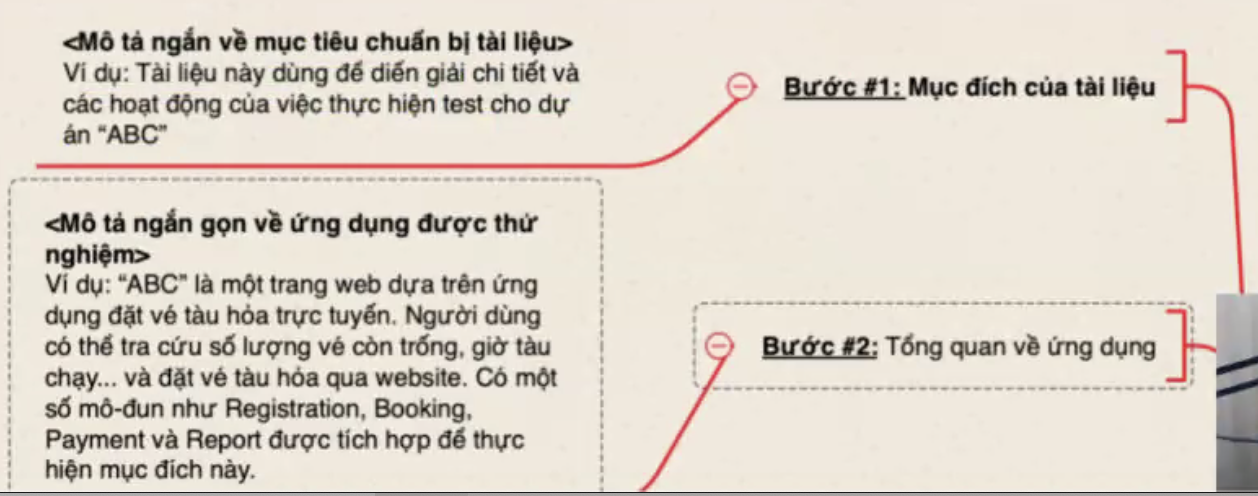 <Mô tả ngắn về mục tiêu chuẩn bị tài liệu>
Ví dụ: Tài liệu này dùng để diễn giải chi tiết và
các hoạt động của việc thực hiện test cho dự
án “ABC”
Bước #1: Mục đích của tài liệu
<Mô tả ngắn gọn về ứng dụng được thử
nghiệm>
Ví dụ: “ABC” là một trang web dựa trên ứng
dụng đặt vé tàu hỏa trực tuyến. Người dùng
có thể tra cứu số lượng vé còn trống, giờ tàu
chạy... và đặt vé tàu hỏa qua website. Có một
số mô-đun như Registration, Booking,
Payment và Report được tích hợp để thực
hiện mục đích này.
Bước #2: Tổng quan về ứng dụng